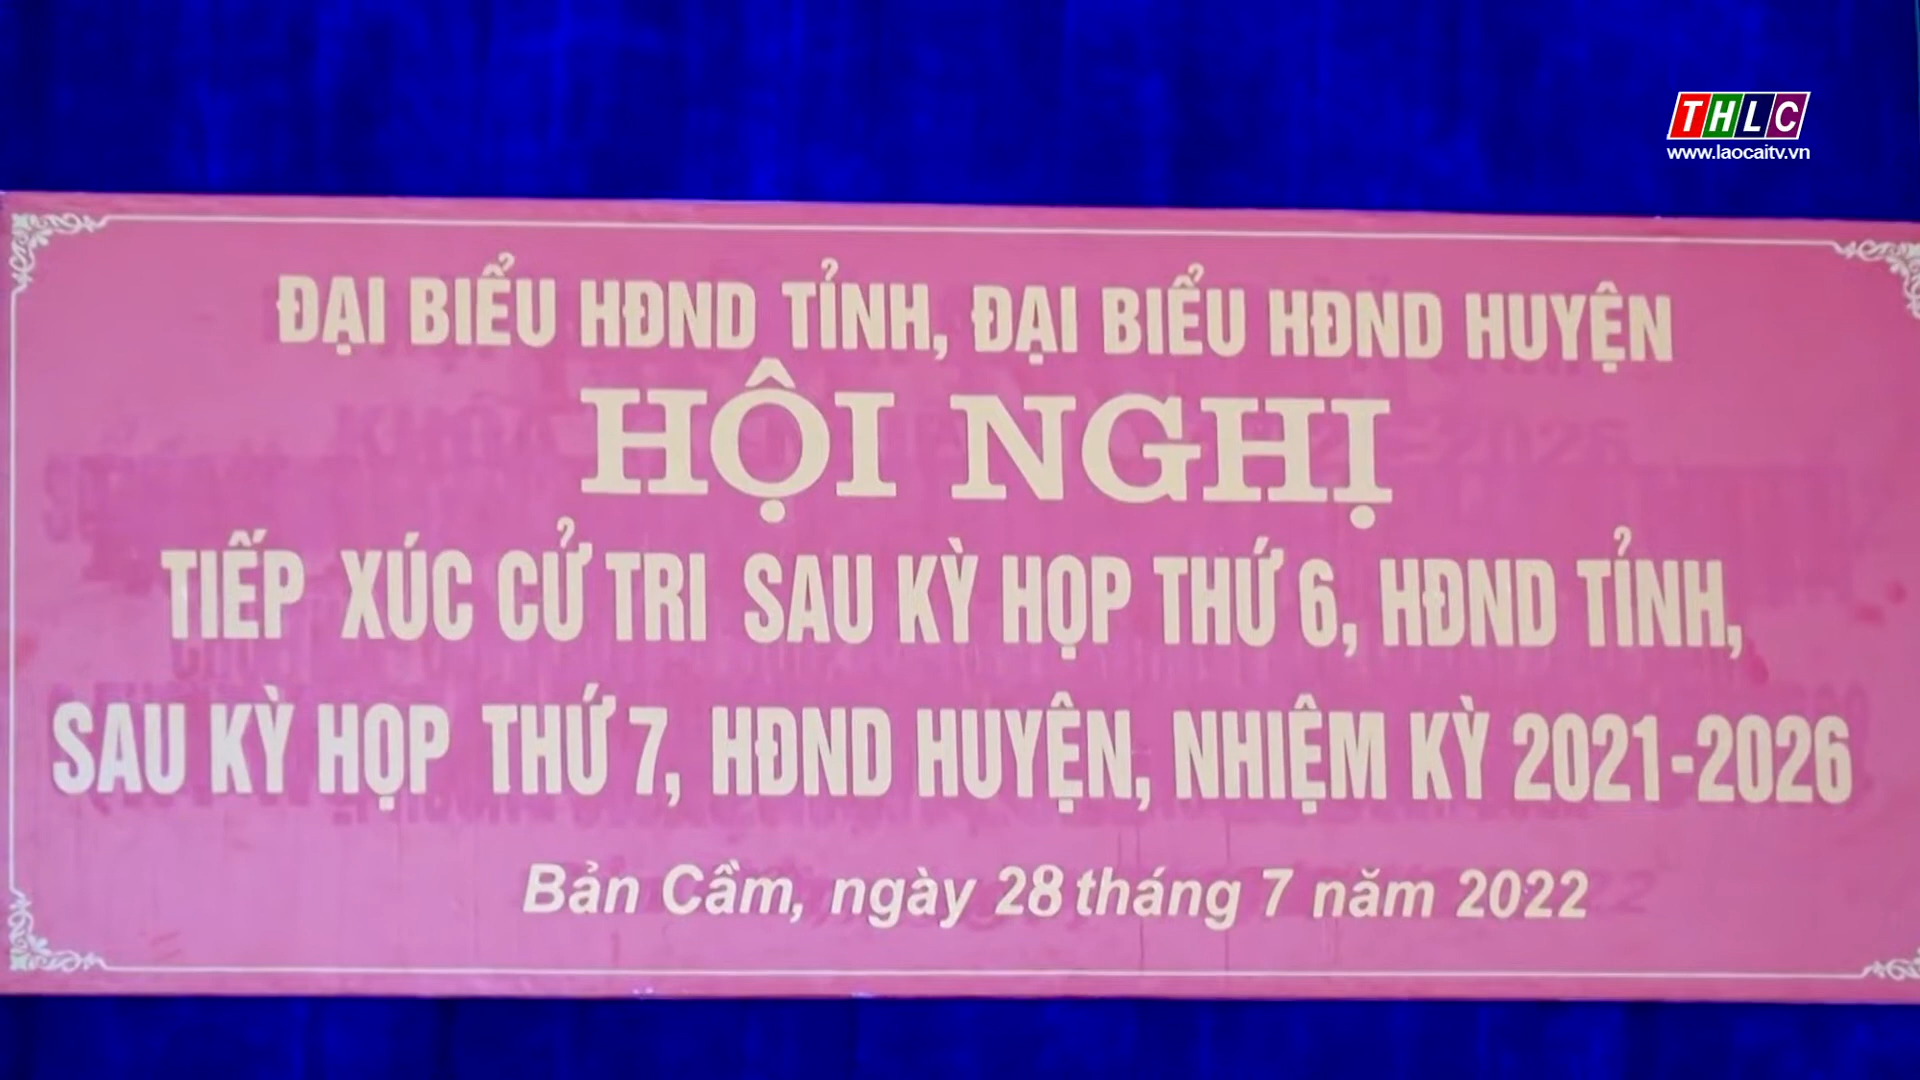 THLC
www.laocaitv.vn
ĐẠI BIỂU HĐND TỈNH, ĐẠI BIỂU HĐND HUYỆN
HỘI NGHỊ
TIẾP XÚC CỬ TRI SAU KỲ HỌP THỨ 6, HĐND TỈNH,
SAU KỲ HỌP THỨ 7, HĐND HUYỆN, NHIỆM KỲ 2021-2026
Bản Cầm, ngày 28 tháng 7 năm 2022